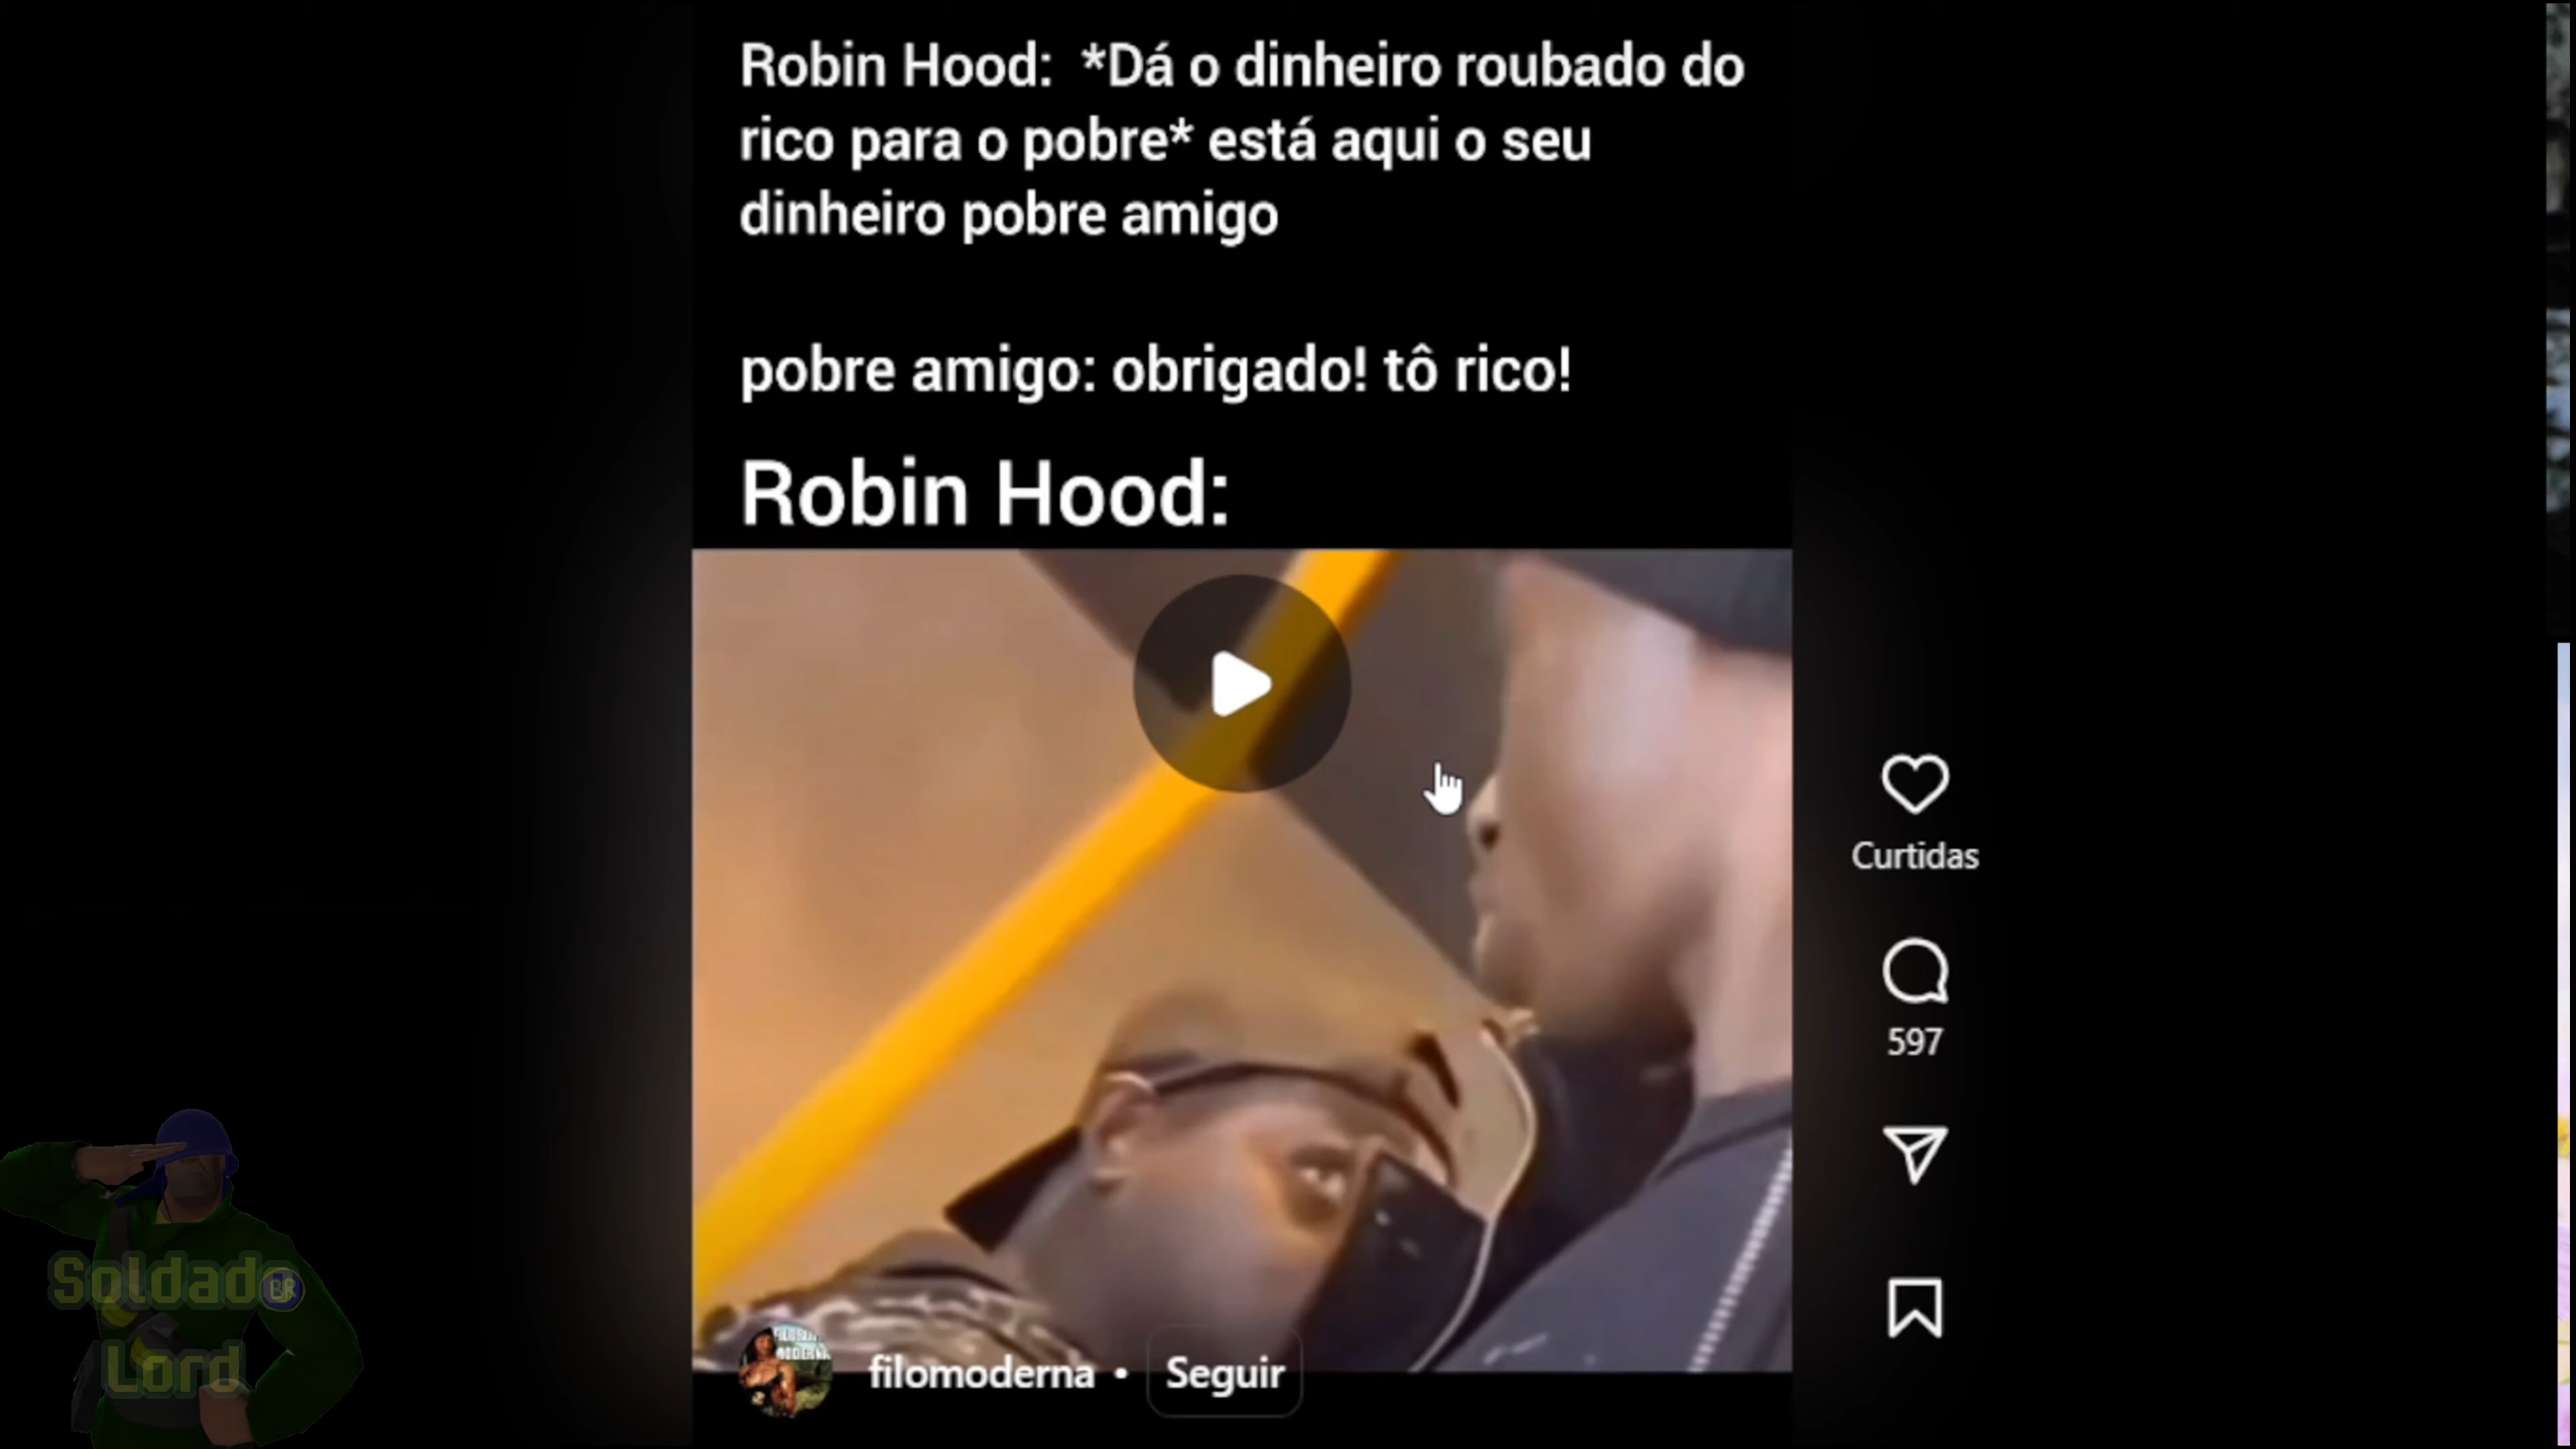 Robin Hood: *Dá o dinheiro roubado do
rico para o pobre* está aqui o seu
dinheiro pobre amigo
pobre amigo: obrigado! tô rico!
Robin Hood:
Curtidas
597
Soldado BR
Lord
filomoderna • Seguir